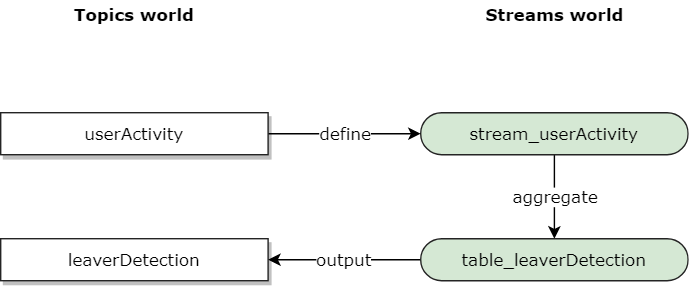 Topics world
Streams world
userActivity
define
stream_userActivity
aggregate
leaverDetection
output
table_leaverDetection